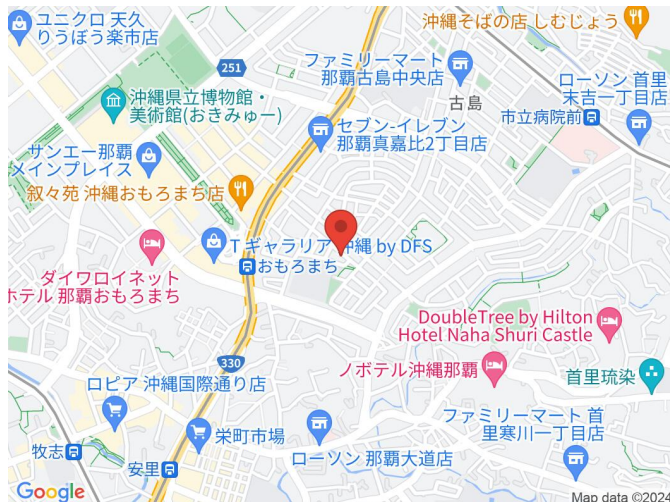 ユニクロ 天久
りうぼう楽市店
沖縄そばの店 しむじょう
251
ファミリーマート
那覇古島中央店
ローソン 首里
末吉一丁目店
沖縄県立博物館・
美術館(おきみゅー)
古島
市立病院前
セブン-イレブン
那覇真嘉比2丁目店
サンエー那覇
メインプレイス
叙々苑 沖縄おもろまち店
T ギャラリア 沖縄 by DFS
おもろまち
ダイワロイネット
ホテル 那覇おもろまち
DoubleTree by Hilton
Hotel Naha Shuri Castle
330
ノボテル沖縄那覇
首里琉染
ロピア 沖縄国際通り店
ファミリーマート 首
里寒川一丁目店
栄町市場
牧志
安里
ローソン 那覇大道店
Google
Map data ©2024